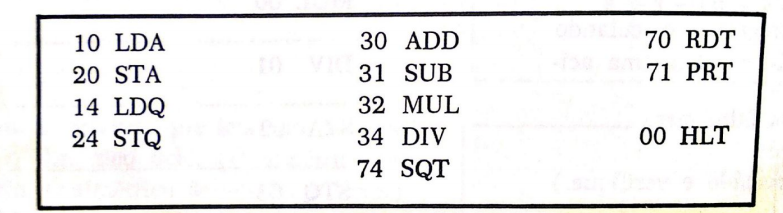 10 LDA 30 ADD 70 RDT
20 STA 31 SUB 71 PRT
14 LDQ 32 MUL
24 STQ 34 DIV 00 HLT
74 SQT